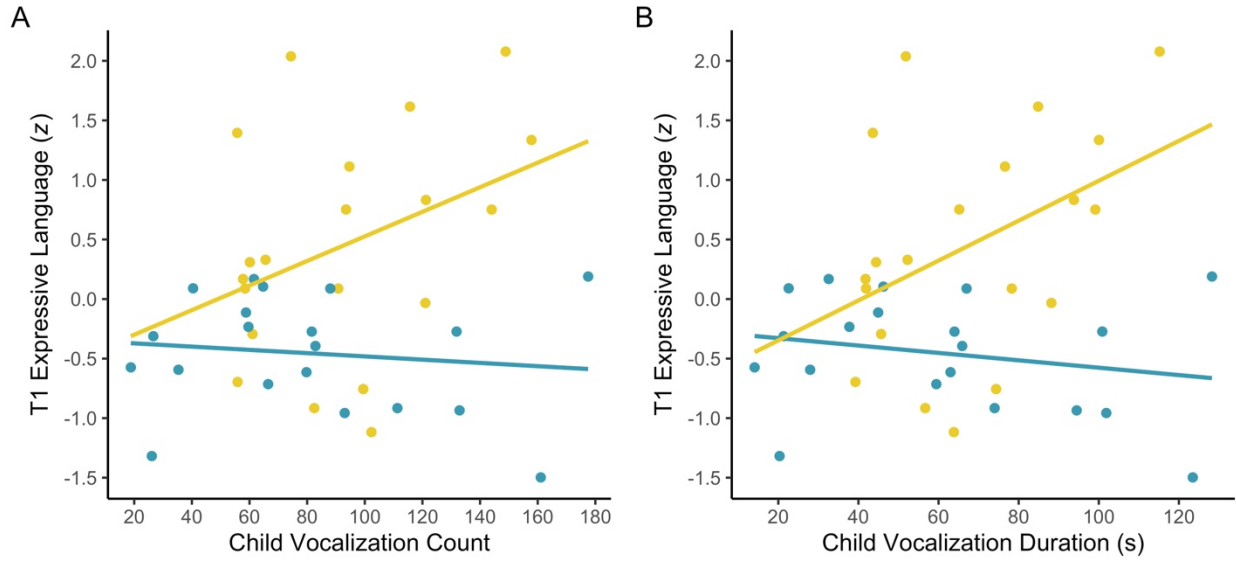 A
T1 Expressive Language (z)
2.0
1.5
1.0
0.5
0.0
-0.5
-1.0
-1.5
20 40 60 80 100 120 140 160 180
Child Vocalization Count
B
T1 Expressive Language (z)
2.0
1.5
1.0
0.5
0.0
-0.5
-1.0
-1.5
20 40 60 80 100 120
Child Vocalization Duration (s)